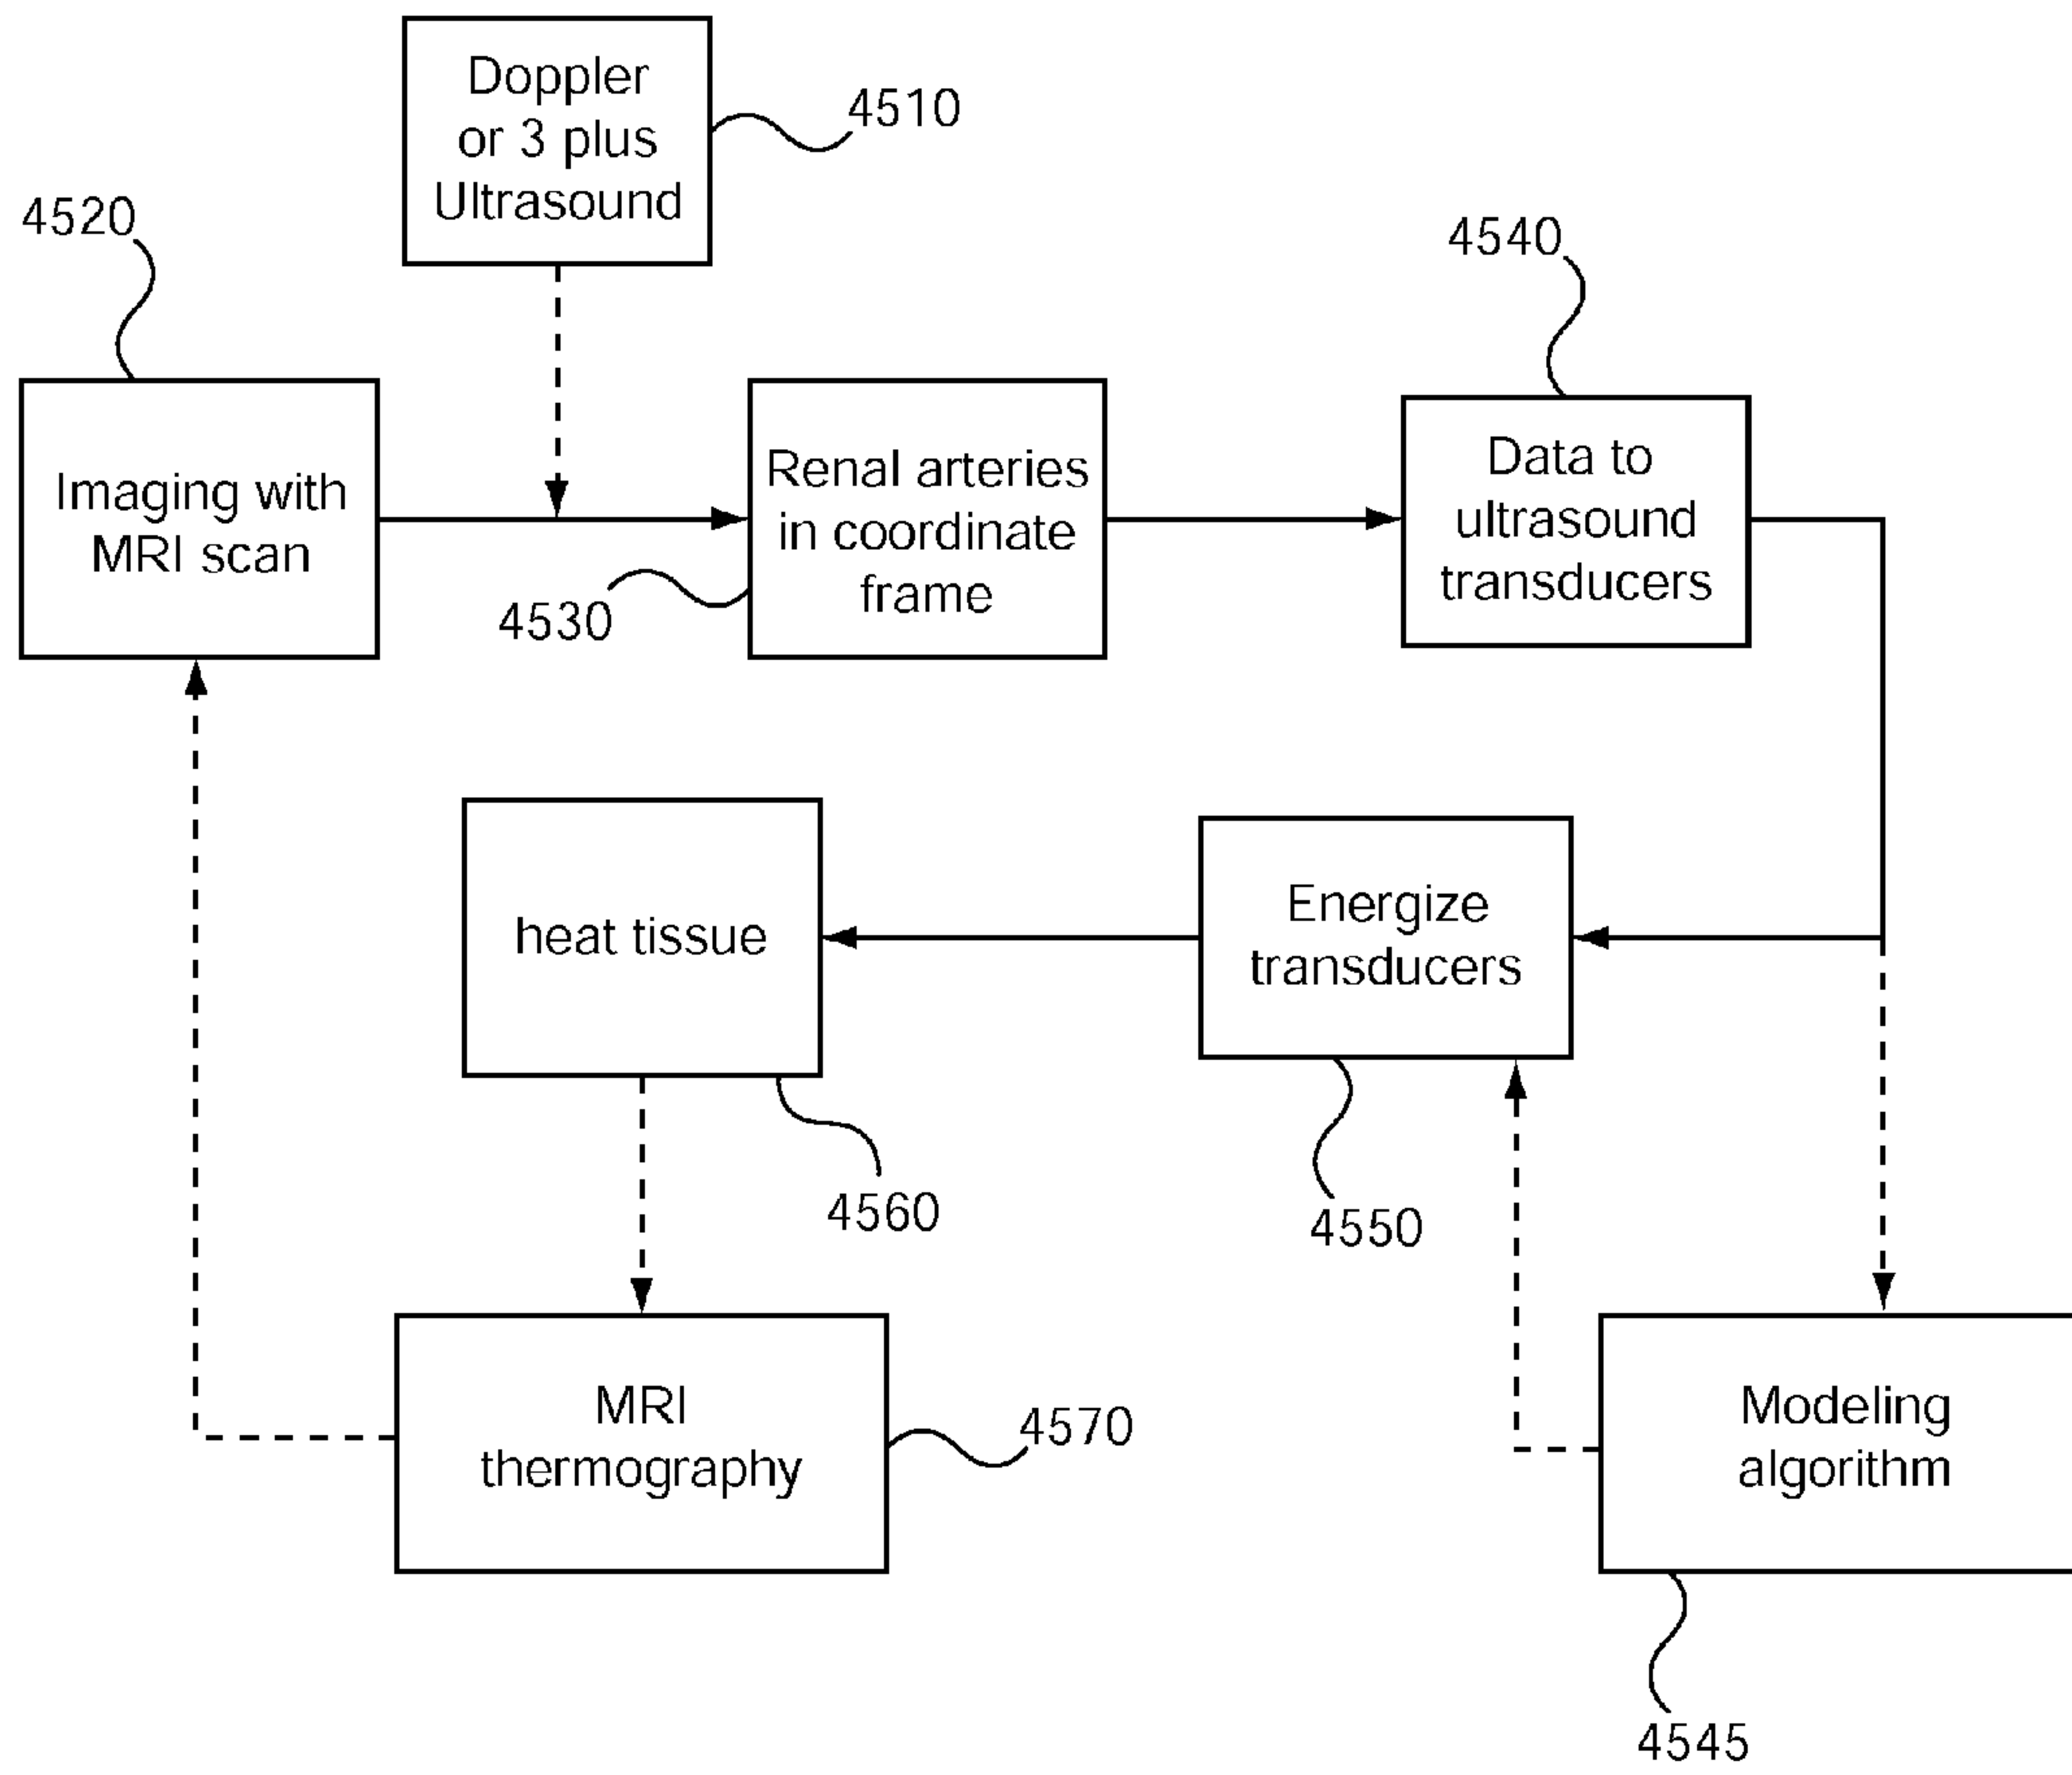 Doppler
or 3 plus
Ultrasound
4510
4520
4540
Imaging with
MRI scan
Renal arteries
in coordinate
frame
4530
Data to
ultrasound
transducers
heat tissue
Energize
transducers
4560
4550
MRI
thermography
4570
Modeling
algorithm
4545